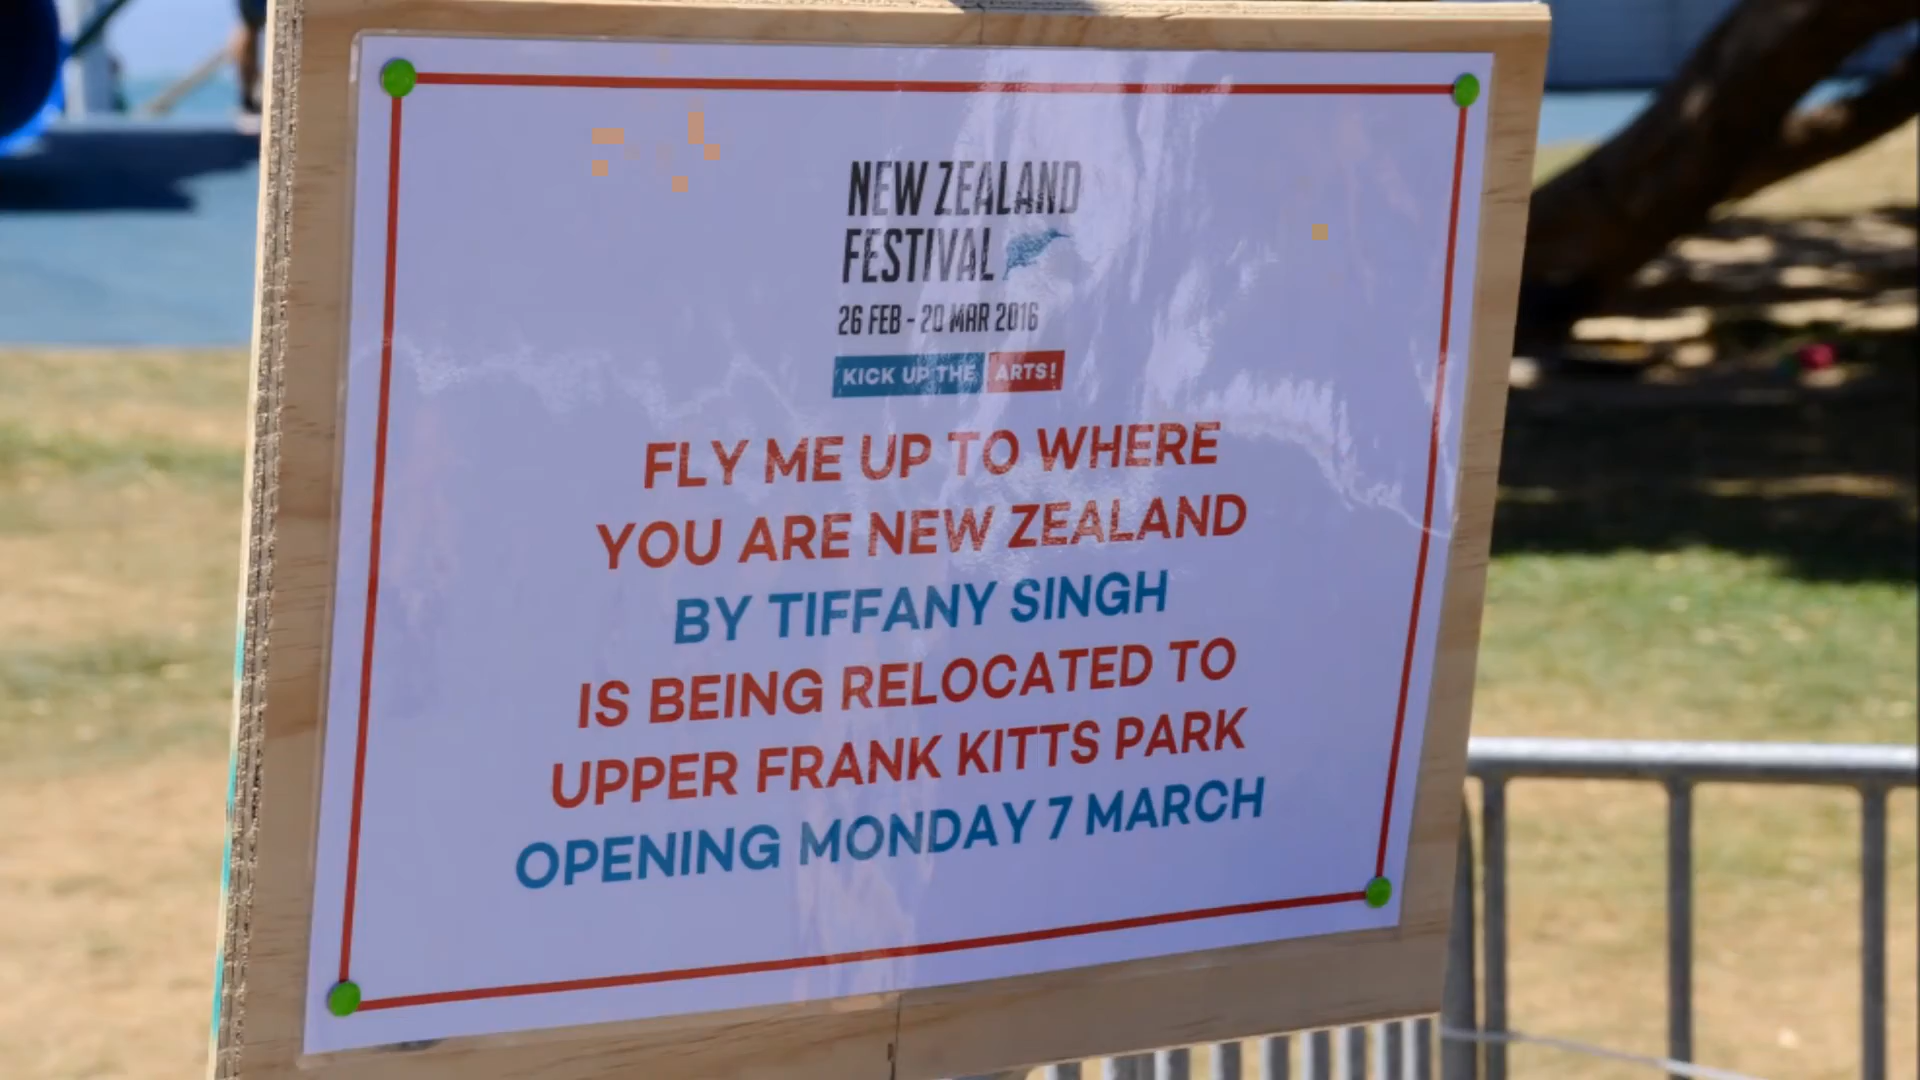 NEW ZEALAND
FESTIVAL
26 FEB - 20 MAR 2016
KICK UP THE ARTS!
FLY ME UP TO WHERE
YOU ARE NEW ZEALAND
BY TIFFANY SINGH
IS BEING RELOCATED TO
UPPER FRANK KITTS PARK
OPENING MONDAY 7 MARCH